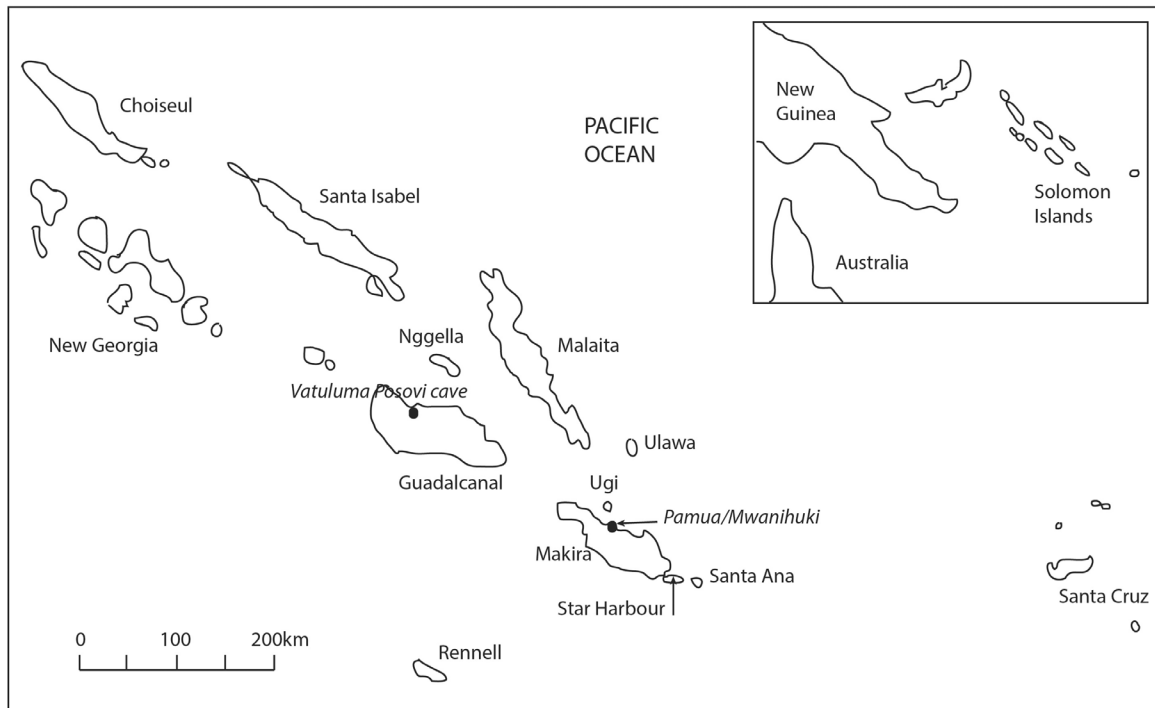 Choiseul
PACIFIC
OCEAN
Santa Isabel
New Georgia
Nggella
Malaita
Vatuluma Posovi cave
Guadalcanal
Ulawa
Ugi
Pamua/Mwanihuki
Makira
Santa Ana
Star Harbour
Santa Cruz
Rennell
0 100 200km
New
Guinea
Solomon
Islands
Australia